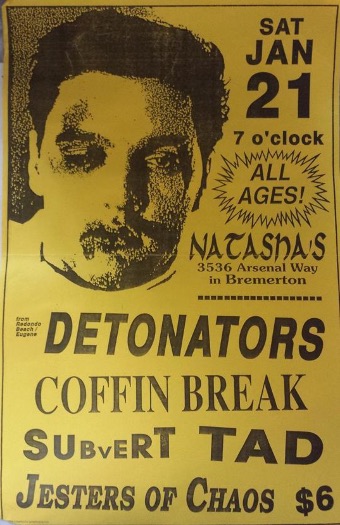 SAT
JAN
21
7 o'clock
ALL
AGES!
NATASHA'S
3536 Arsenal Way
in Bremerton
from
Redondo
Beach /
Eugene
DETONATORS
COFFIN BREAK
SUBvERT TAD
JESTERS OF CHAOS $6